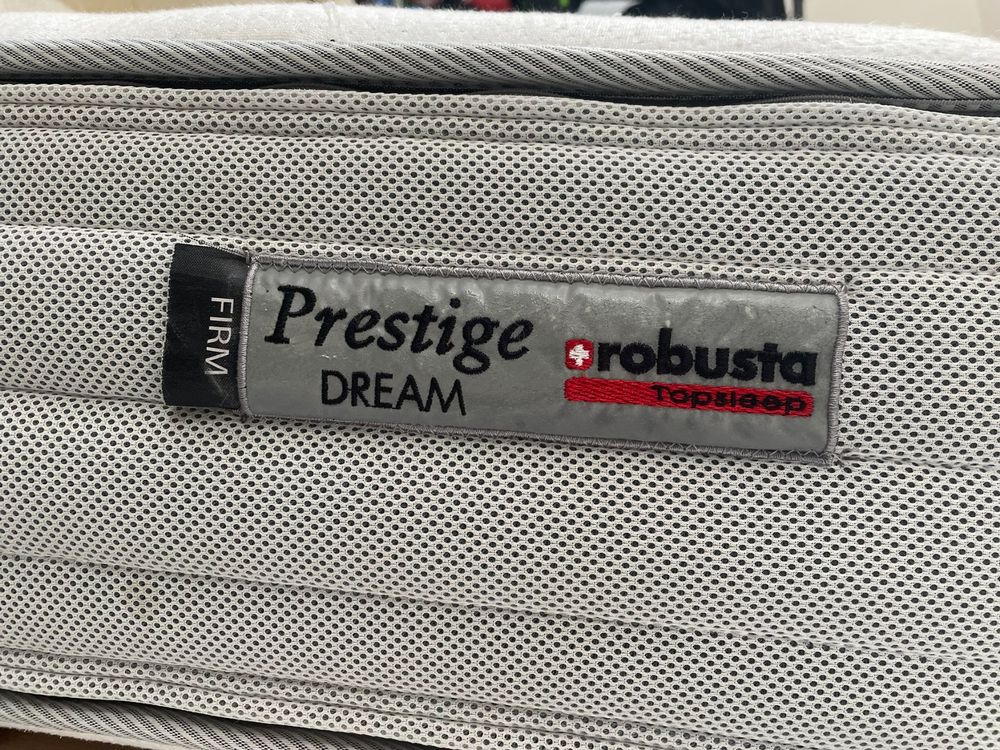 FIRM
Prestige
DREAM
robusta
Topsleep